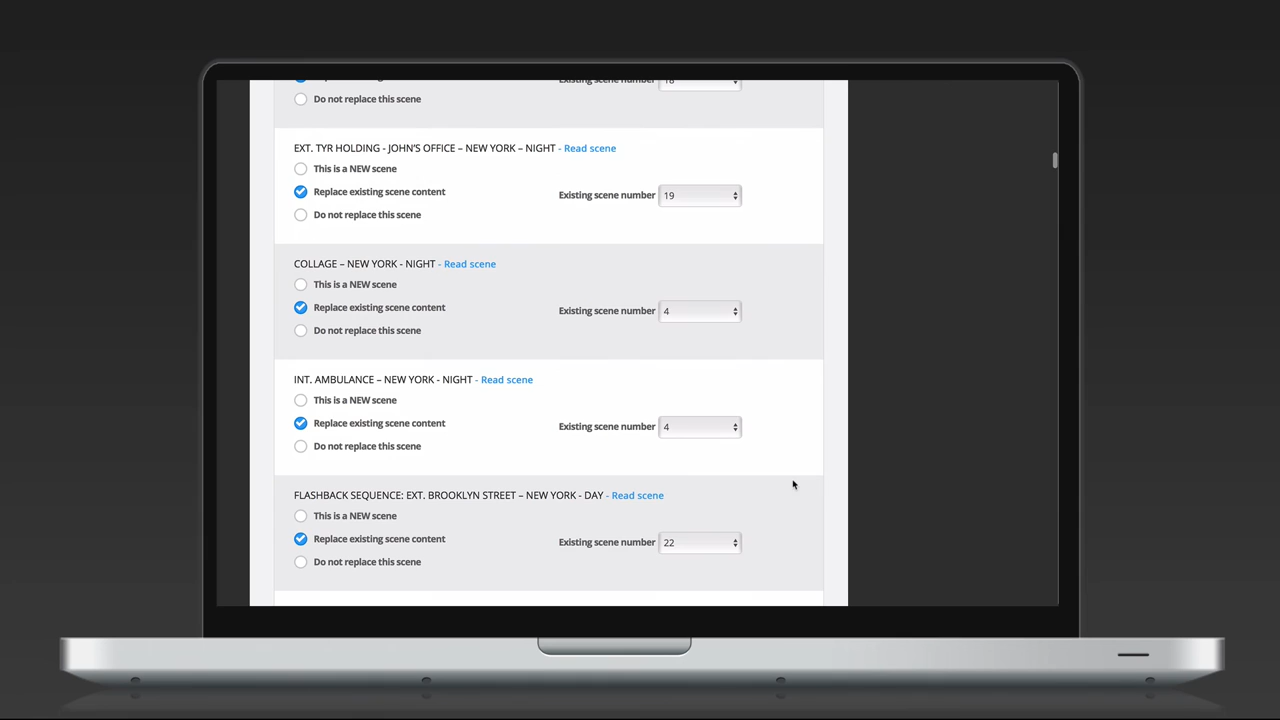 Do not replace this scene
EXT. TYR HOLDING - JOHN'S OFFICE – NEW YORK – NIGHT - Read scene
This is a NEW scene
Replace existing scene content
Existing scene number 19
Do not replace this scene
COLLAGE – NEW YORK - NIGHT - Read scene
This is a NEW scene
Replace existing scene content
Existing scene number 4
Do not replace this scene
INT. AMBULANCE – NEW YORK - NIGHT - Read scene
This is a NEW scene
Replace existing scene content
Existing scene number 4
Do not replace this scene
FLASHBACK SEQUENCE: EXT. BROOKLYN STREET – NEW YORK - DAY - Read scene
This is a NEW scene
Replace existing scene content
Existing scene number 22
Do not replace this scene